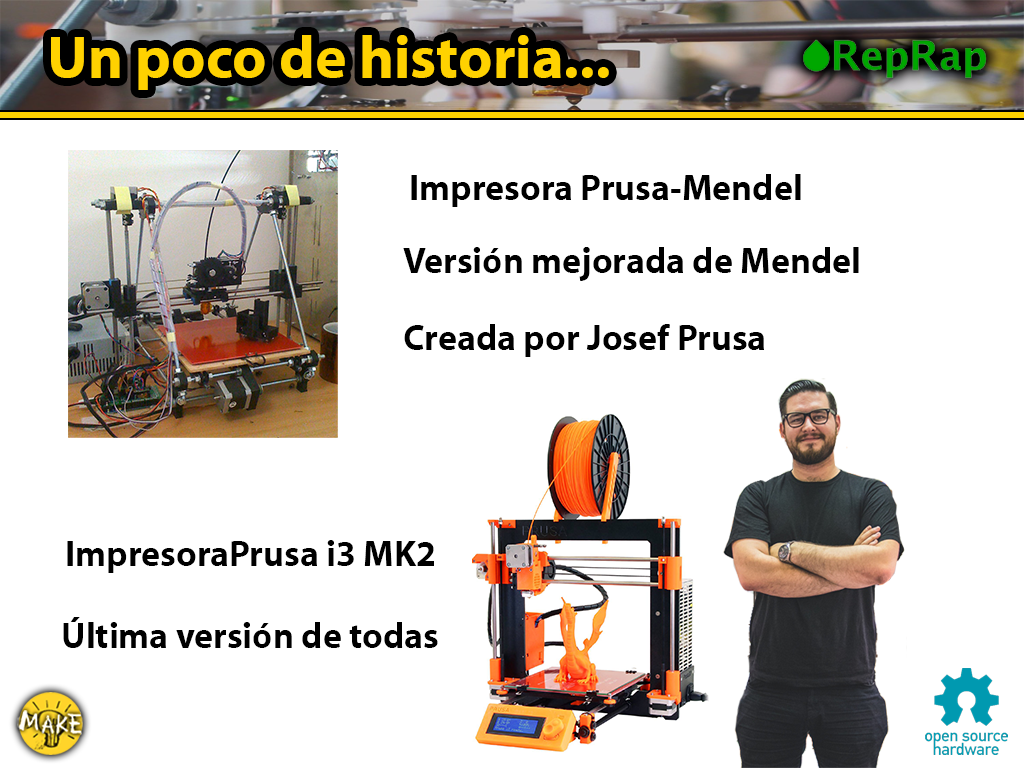 Un poco de historia...
RepRap
Impresora Prusa-Mendel
Versión mejorada de Mendel
Creada por Josef Prusa
ImpresoraPrusa i3 MK2
Última versión de todas
MAKE
open source
hardware